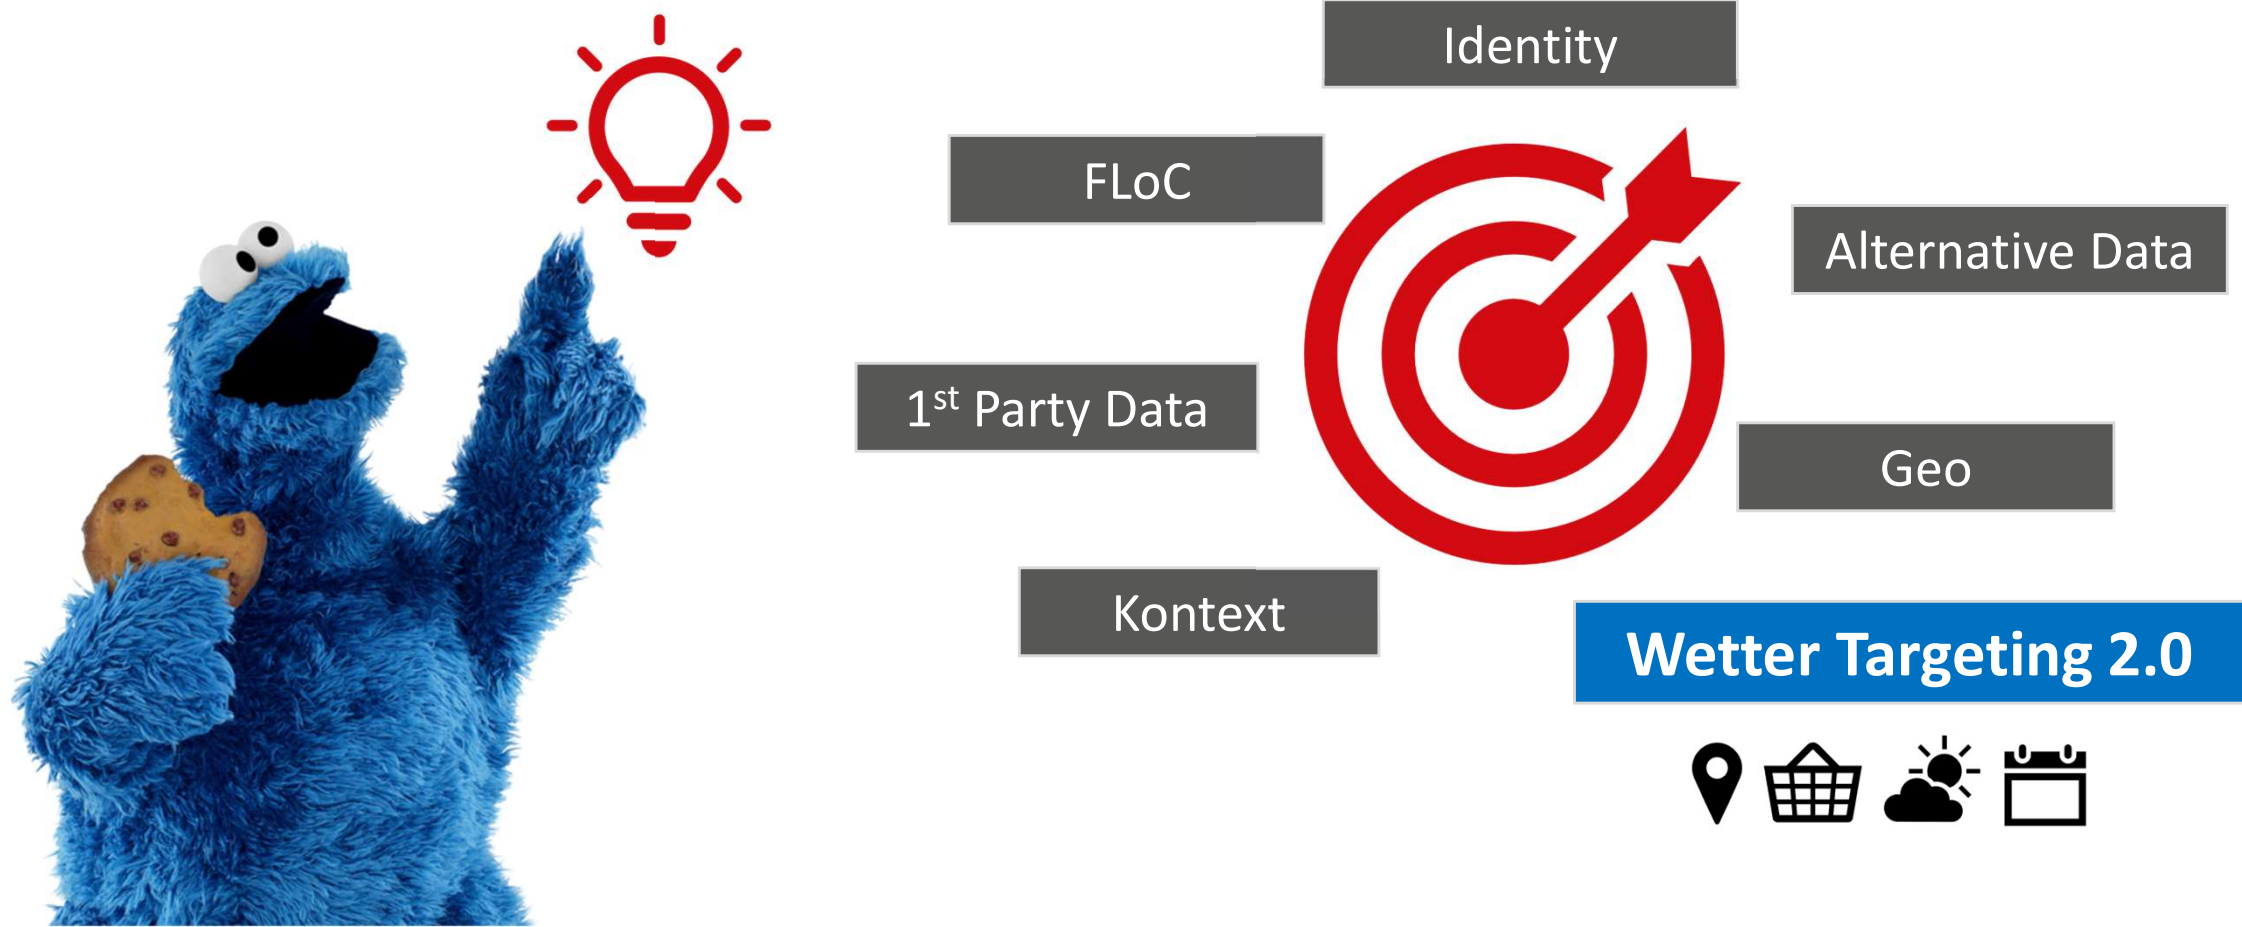 Identity
FLoC
Alternative Data
1st Party Data
Geo
Kontext
Wetter Targeting 2.0